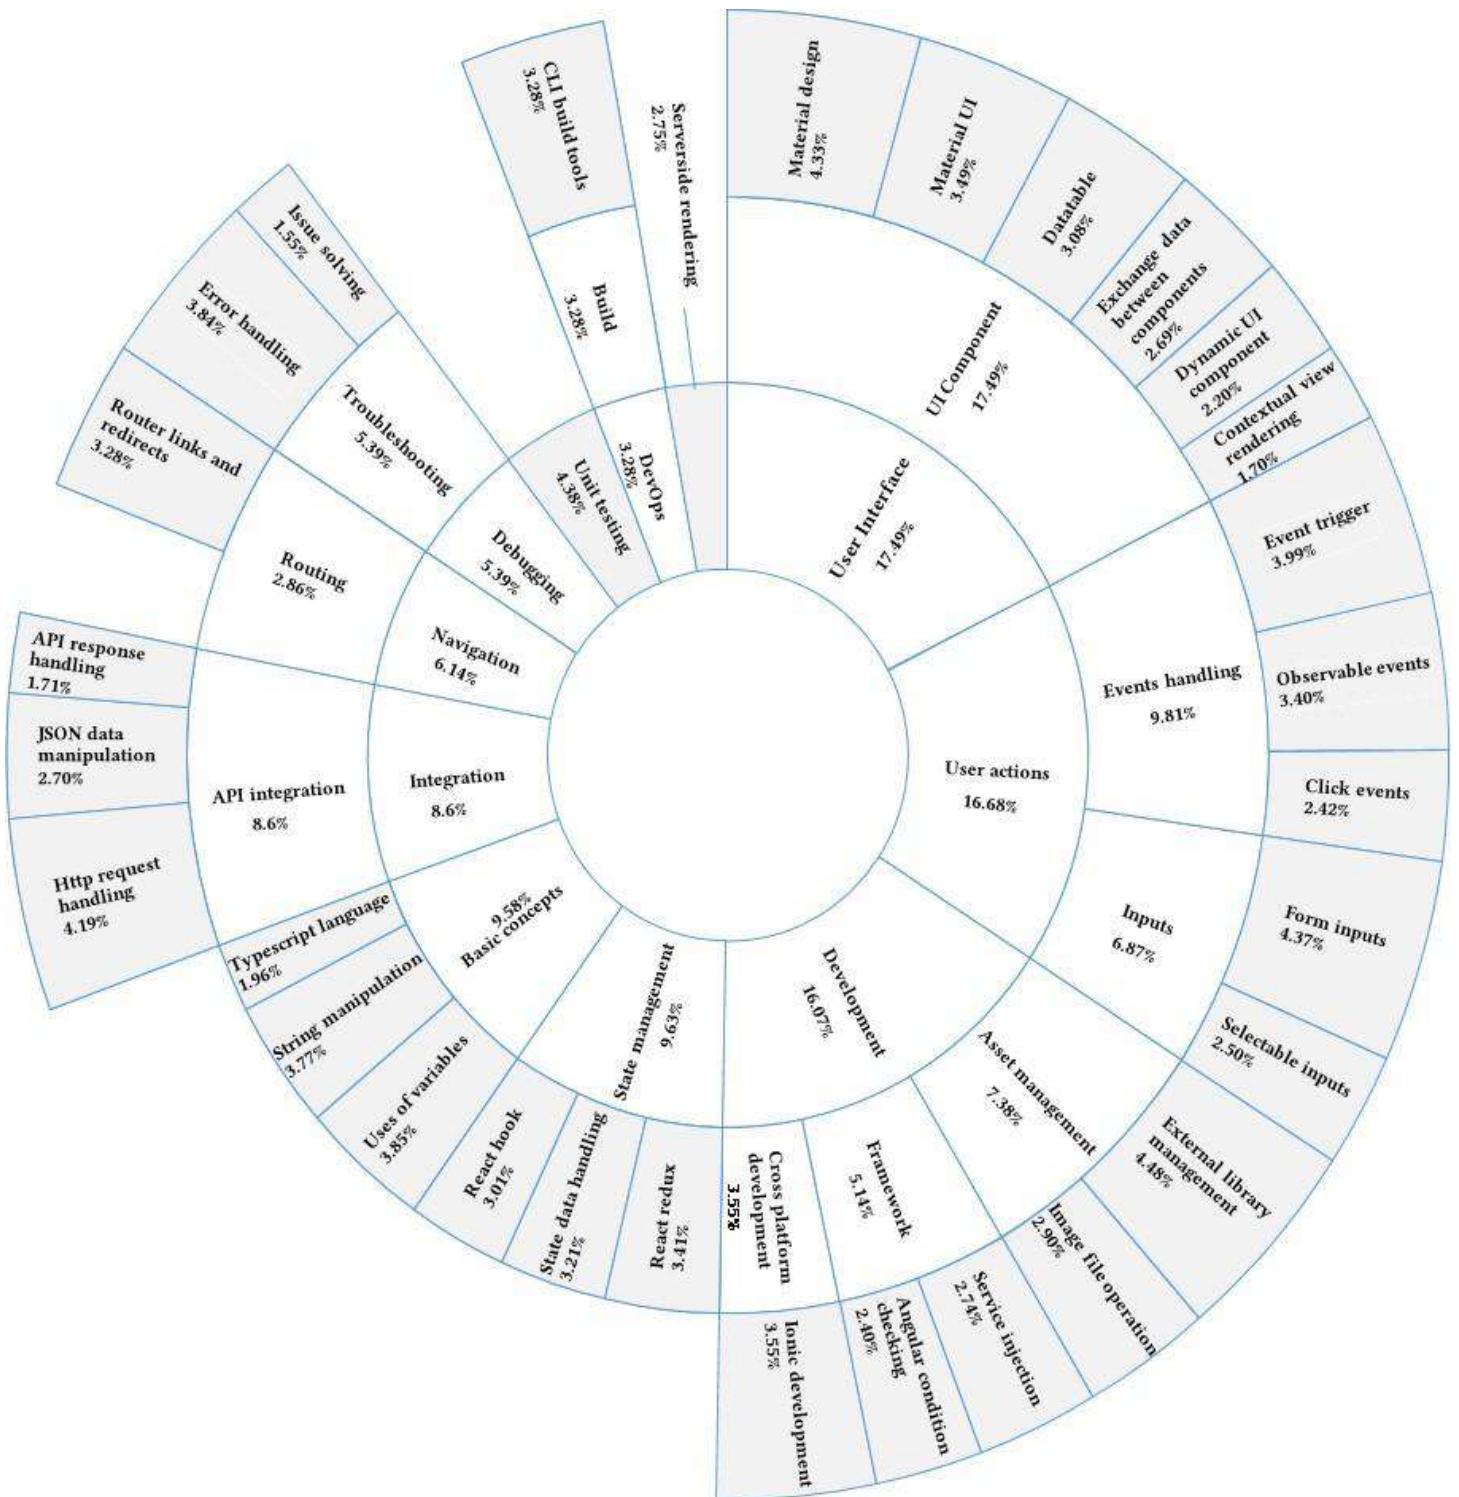 Material design
4.33%
Material UI
3.49%
Datatable
3.08%
Exchange data
between
components
2.69%
Dynamic UI
component
2.20%
Contextual view
rendering
1.70%
UI Component
17.49%
User Interface
17.49%
Event trigger
3.99%
Observable events
3.40%
Click events
2.42%
Events handling
9.81%
User actions
16.68%
Inputs
6.87%
Form inputs
4.37%
Selectable inputs
2.50%
External library
management
4.48%
Image file operation
2.90%
Asset management
7.38%
Development
16.07%
Framework
5.14%
Service injection
2.74%
Angular condition
checking
2.40%
Cross platform
development
3.55%
Ionic development
3.55%
State management
9.63%
React redux
3.41%
State data handling
3.21%
React hook
3.01%
9.58%
Basic concepts
Uses of variables
3.85%
String manipulation
3.77%
Typescript language
1.96%
Integration
8.6%
API integration
8.6%
Http request
handling
4.19%
JSON data
manipulation
2.70%
API response
handling
1.71%
Navigation
6.14%
Routing
2.86%
Router links and
redirects
3.28%
Debugging
5.39%
Troubleshooting
5.39%
Error handling
3.84%
Issue solving
1.55%
Unit testing
4.38%
DevOps
3.28%
Build
3.28%
CLI build tools
3.28%
Serverside rendering
2.75%